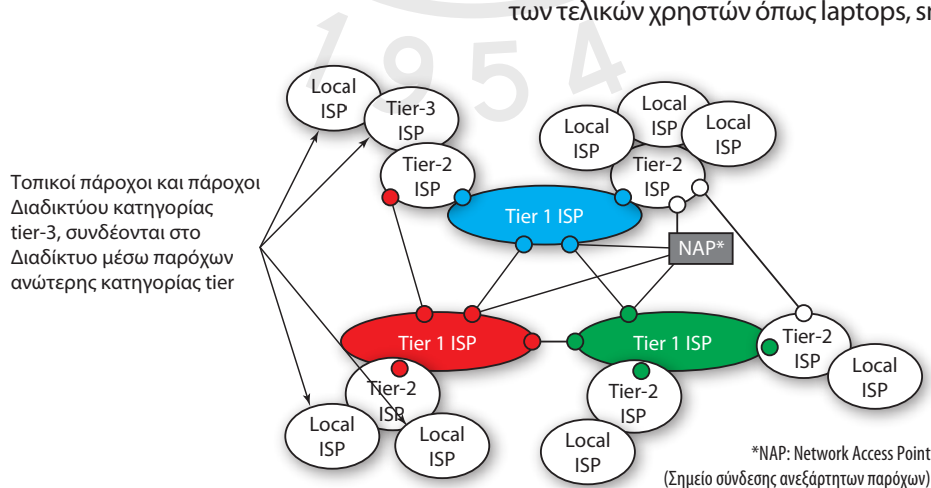 των τελικών χρηστών όπως laptops, sm
1954
Local
ISP
Tier-3
ISP
Tier-2
ISP
Local
ISP
Local
ISP
Local
ISP
Tier-2
ISP
Τοπικοί πάροχοι και πάροχοι
Διαδικτύου κατηγορίας
tier-3, συνδέονται στο
Διαδίκτυο μέσω παρόχων
ανώτερης κατηγορίας tier
Tier 1 ISP
NAP*
Tier 1 ISP
Tier 1 ISP
Tier-2
ISP
Local
ISP
Tier-2
ISP
Local
ISP
Local
ISP
Tier-2
ISP
Local
ISP
*NAP: Network Access Point
(Σημείο σύνδεσης ανεξάρτητων παρόχων)